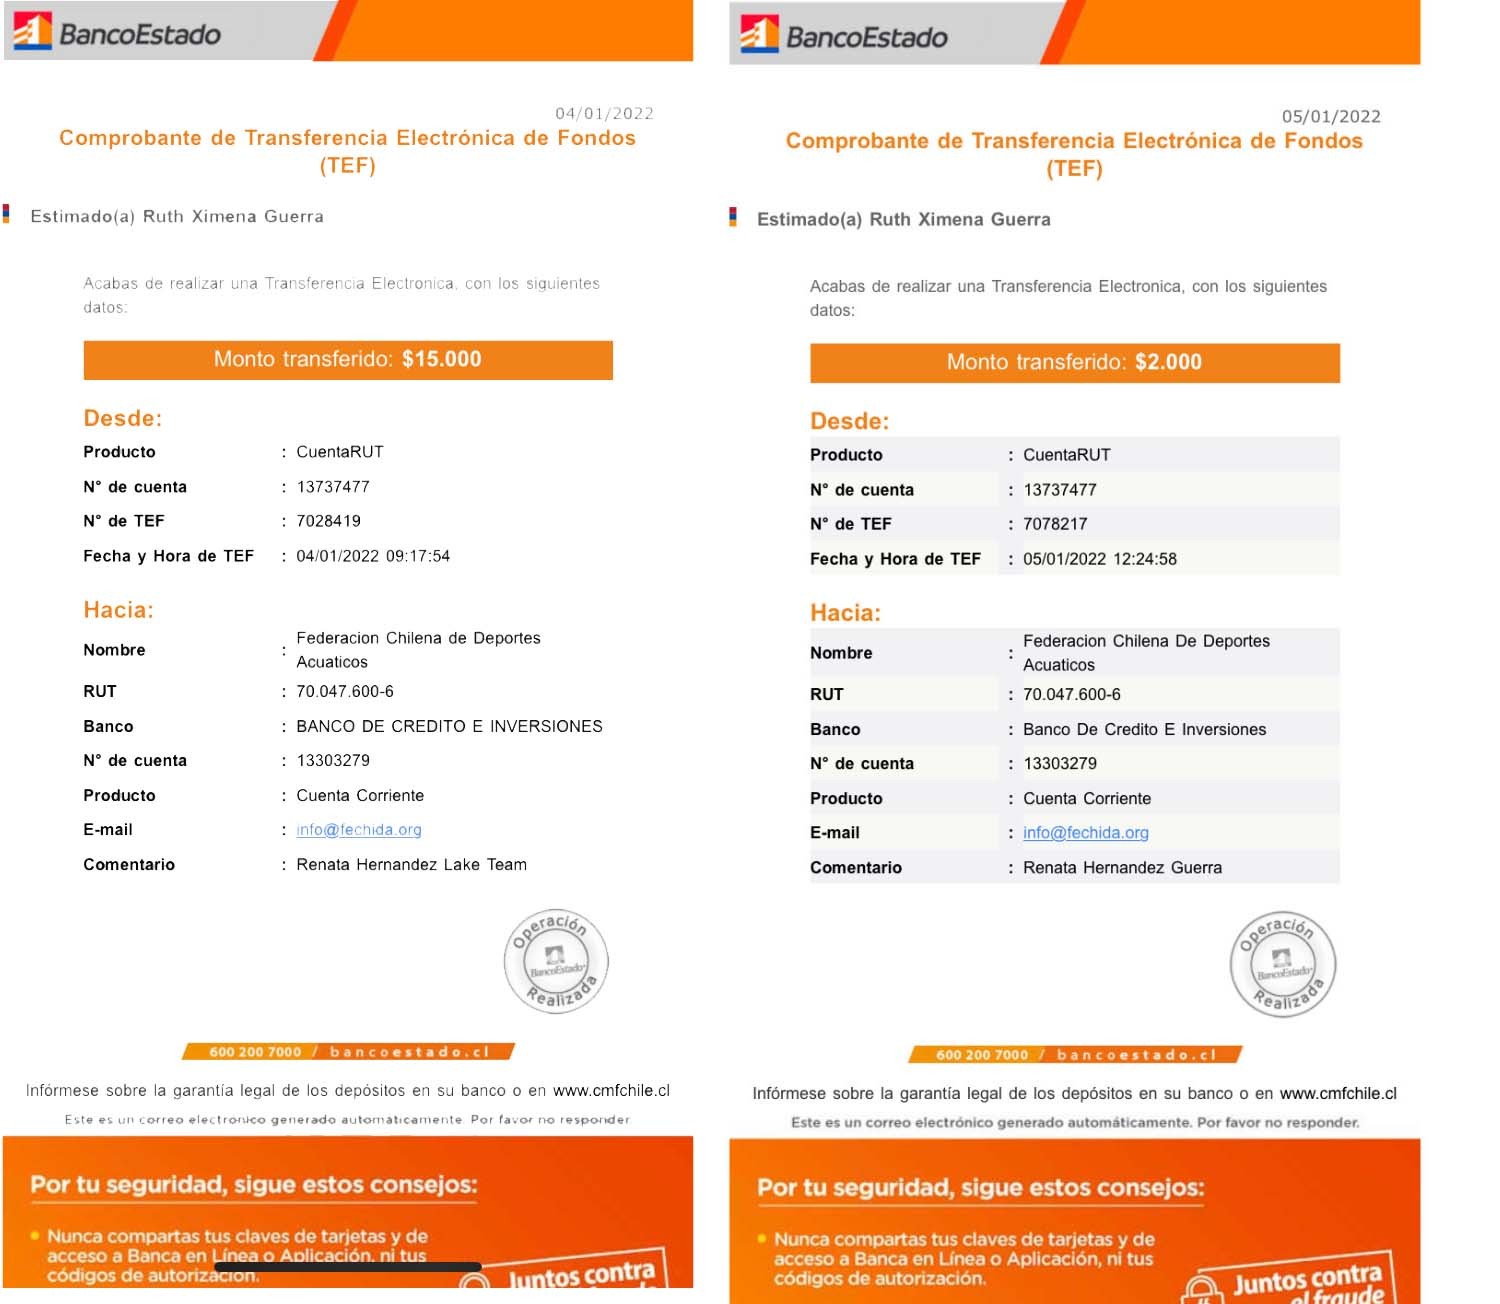 BancoEstado
04/01/2022
Comprobante de Transferencia Electrónica de Fondos
(TEF)
Estimado(a) Ruth Ximena Guerra
Acabas de realizar una Transferencia Electronica, con los siguientes
datos:
Monto transferido: $15.000
Desde:
Producto : CuentaRUT
N° de cuenta : 13737477
N° de TEF : 7028419
Fecha y Hora de TEF : 04/01/2022 09:17:54
Hacia:
Nombre : Federacion Chilena de Deportes
Acuaticos
RUT : 70.047.600-6
Banco : BANCO DE CREDITO E INVERSIONES
N° de cuenta : 13303279
Producto : Cuenta Corriente
E-mail : info@fechida.org
Comentario : Renata Hernandez Lake Team
Operación
BancoEstado
Realizada
600 200 7000 / bancoestado.cl
Infórmese sobre la garantía legal de los depósitos en su banco o en www.cmfchile.cl
Este es un correo electrónico generado automáticamente. Por favor no responder.
Por tu seguridad, sigue estos consejos:
Nunca compartas tus claves de tarjetas y de
acceso a Banca en Línea o Aplicación, ni tus
códigos de autorización.
Juntos contra
BancoEstado
05/01/2022
Comprobante de Transferencia Electrónica de Fondos
(TEF)
Estimado(a) Ruth Ximena Guerra
Acabas de realizar una Transferencia Electronica, con los siguientes
datos:
Monto transferido: $2.000
Desde:
Producto : CuentaRUT
N° de cuenta : 13737477
N° de TEF : 7078217
Fecha y Hora de TEF : 05/01/2022 12:24:58
Hacia:
Nombre : Federacion Chilena De Deportes
Acuaticos
RUT : 70.047.600-6
Banco : Banco De Credito E Inversiones
N° de cuenta : 13303279
Producto : Cuenta Corriente
E-mail : info@fechida.org
Comentario : Renata Hernandez Guerra
Operación
BancoEstado
Realizada
600 200 7000 / bancoestado.cl
Infórmese sobre la garantía legal de los depósitos en su banco o en www.cmfchile.cl
Este es un correo electrónico generado automáticamente. Por favor no responder.
Por tu seguridad, sigue estos consejos:
Nunca compartas tus claves de tarjetas y de
acceso a Banca en Línea o Aplicación, ni tus
códigos de autorización.
Juntos contra
el fraude